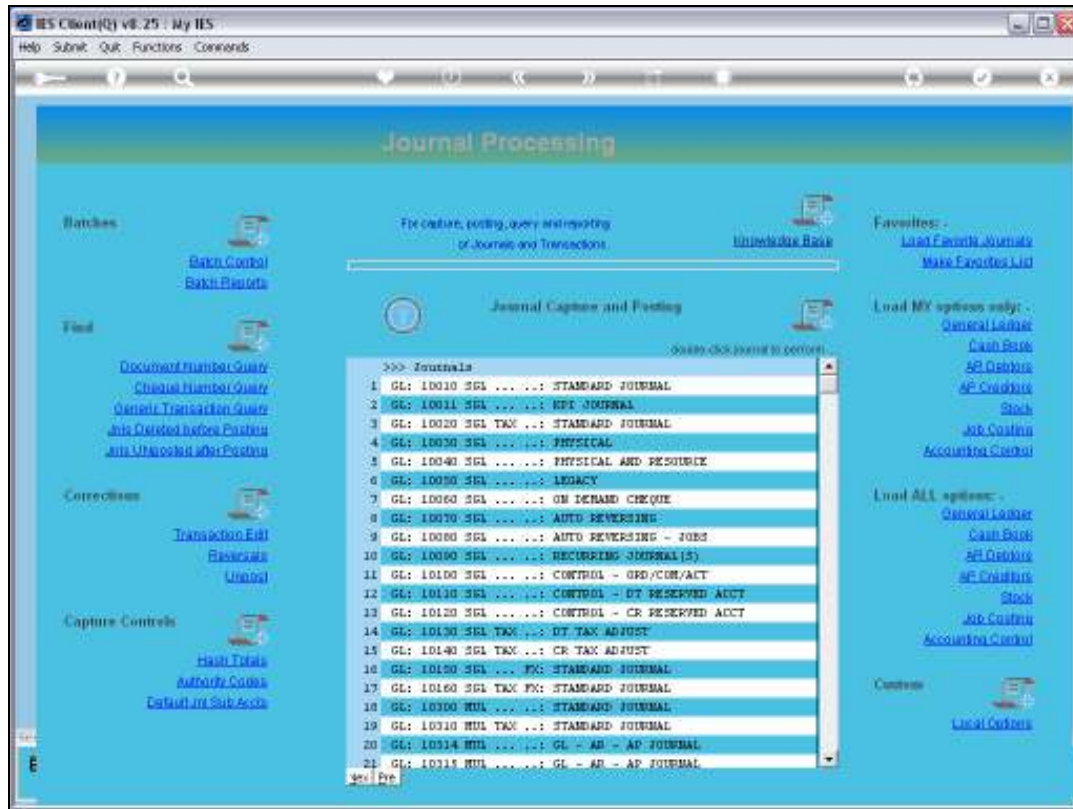 IES Client(Q) v8.25 : My IES
Help Submit Quit Functions Commands
Journal Processing
Batches
Batch Control
Batch Reports
Find
Document Number Query
Cheque Number Query
Generic Transaction Query
Jnls Deleted before Posting
Jnls Unposted after Posting
Corrections
Transaction Edit
Reversals
Unpost
Capture Controls
Hash Totals
Authority Codes
Default Jnl Sub Accts
For capture, posting, query and reporting
of Journals and Transactions.
Knowledge Base
Journal Capture and Posting
double-click journal to perform...
>>> Journals
1 GL: 10010 SGL ... ..: STANDARD JOURNAL
2 GL: 10011 SGL ... ..: KPI JOURNAL
3 GL: 10020 SGL TAX ..: STANDARD JOURNAL
4 GL: 10030 SGL ... ..: PHYSICAL
5 GL: 10040 SGL ... ..: PHYSICAL AND RESOURCE
6 GL: 10050 SGL ... ..: LEGACY
7 GL: 10060 SGL ... ..: ON DEMAND CHEQUE
8 GL: 10070 SGL ... ..: AUTO REVERSING
9 GL: 10080 SGL ... ..: AUTO REVERSING - JOBS
10 GL: 10090 SGL ... ..: RECURRING JOURNAL(S)
11 GL: 10100 SGL ... ..: CONTROL - ORD/COM/ACT
12 GL: 10110 SGL ... ..: CONTROL - DT RESERVED ACCT
13 GL: 10120 SGL ... ..: CONTROL - CR RESERVED ACCT
14 GL: 10130 SGL TAX ..: DT TAX ADJUST
15 GL: 10140 SGL TAX ..: CR TAX ADJUST
16 GL: 10150 SGL ... FX: STANDARD JOURNAL
17 GL: 10160 SGL TAX FX: STANDARD JOURNAL
18 GL: 10300 MUL ... ..: STANDARD JOURNAL
19 GL: 10310 MUL TAX ..: STANDARD JOURNAL
20 GL: 10314 MUL ... ..: GL - AR - AP JOURNAL
21 GL: 10315 MUL ... ..: GL - AR - AP JOURNAL
Nex Pre
Favorites: -
Load Favorite Journals
Make Favorites List
Load MY options only: -
General Ledger
Cash Book
AR Debtors
AP Creditors
Stock
Job Costing
Accounting Control
Load ALL options: -
General Ledger
Cash Book
AR Debtors
AP Creditors
Stock
Job Costing
Accounting Control
Custom
Local Options